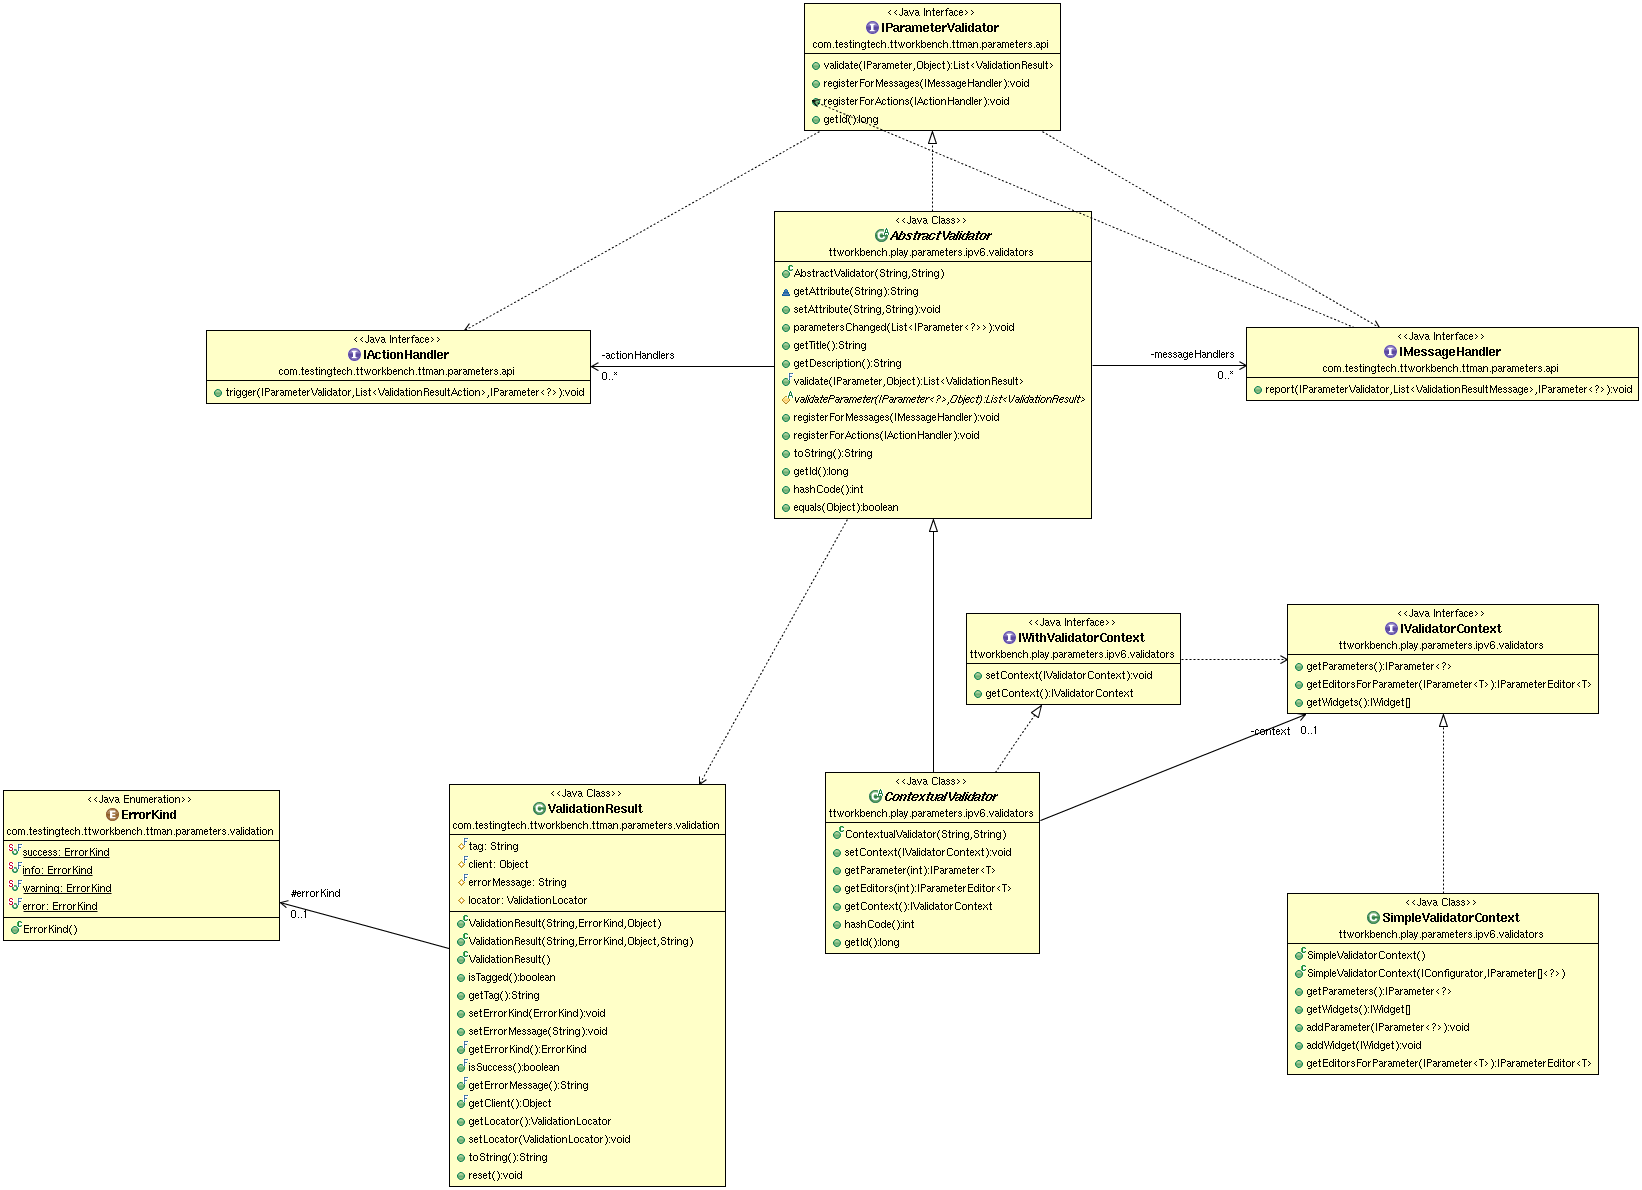 <<Java Interface>>
IParameterValidator
com.testingtech.ttworkbench.ttman.parameters.api
validate(IParameter,Object):List<ValidationResult>
registerForMessages(IMessageHandler):void
registerForActions(IActionHandler):void
getId():long
<<Java Class>>
AbstractValidator
ttworkbench.play.parameters.ipv6.validators
AbstractValidator(String,String)
getAttribute(String):String
setAttribute(String,String):void
parametersChanged(List<IParameter<?>>):void
getTitle():String
getDescription():String
validate(IParameter,Object):List<ValidationResult>
validateParameter(IParameter<?>,Object):List<ValidationResult>
registerForMessages(IMessageHandler):void
registerForActions(IActionHandler):void
toString():String
getId():long
hashCode():int
equals(Object):boolean
<<Java Interface>>
IActionHandler
com.testingtech.ttworkbench.ttman.parameters.api
trigger(IParameterValidator,List<ValidationResultAction>,IParameter<?>):void
-actionHandlers
0..*
-messageHandlers
0..*
<<Java Interface>>
IMessageHandler
com.testingtech.ttworkbench.ttman.parameters.api
report(IParameterValidator,List<ValidationResultMessage>,IParameter<?>):void
<<Java Interface>>
IWithValidatorContext
ttworkbench.play.parameters.ipv6.validators
setContext(IValidatorContext):void
getContext():IValidatorContext
<<Java Interface>>
IValidatorContext
ttworkbench.play.parameters.ipv6.validators
getParameters():IParameter<?>
getEditorsForParameter(IParameter<T>):IParameterEditor<T>
getWidgets():IWidget[]
-context 0..1
<<Java Enumeration>>
ErrorKind
com.testingtech.ttworkbench.ttman.parameters.validation
success: ErrorKind
info: ErrorKind
warning: ErrorKind
error: ErrorKind
ErrorKind()
#errorKind
0..1
<<Java Class>>
ValidationResult
com.testingtech.ttworkbench.ttman.parameters.validation
tag: String
client: Object
errorMessage: String
locator: ValidationLocator
ValidationResult(String,ErrorKind,Object)
ValidationResult(String,ErrorKind,Object,String)
ValidationResult()
isTagged():boolean
getTag():String
setErrorKind(ErrorKind):void
setErrorMessage(String):void
getErrorKind():ErrorKind
isSuccess():boolean
getErrorMessage():String
getClient():Object
getLocator():ValidationLocator
setLocator(ValidationLocator):void
toString():String
reset():void
<<Java Class>>
ContextualValidator
ttworkbench.play.parameters.ipv6.validators
ContextualValidator(String,String)
setContext(IValidatorContext):void
getParameter(int):IParameter<T>
getEditors(int):IParameterEditor<T>
getContext():IValidatorContext
hashCode():int
getId():long
<<Java Class>>
SimpleValidatorContext
ttworkbench.play.parameters.ipv6.validators
SimpleValidatorContext()
SimpleValidatorContext(IConfigurator,IParameter[]<?>)
getParameters():IParameter<?>
getWidgets():IWidget[]
addParameter(IParameter<?>):void
addWidget(IWidget):void
getEditorsForParameter(IParameter<T>):IParameterEditor<T>